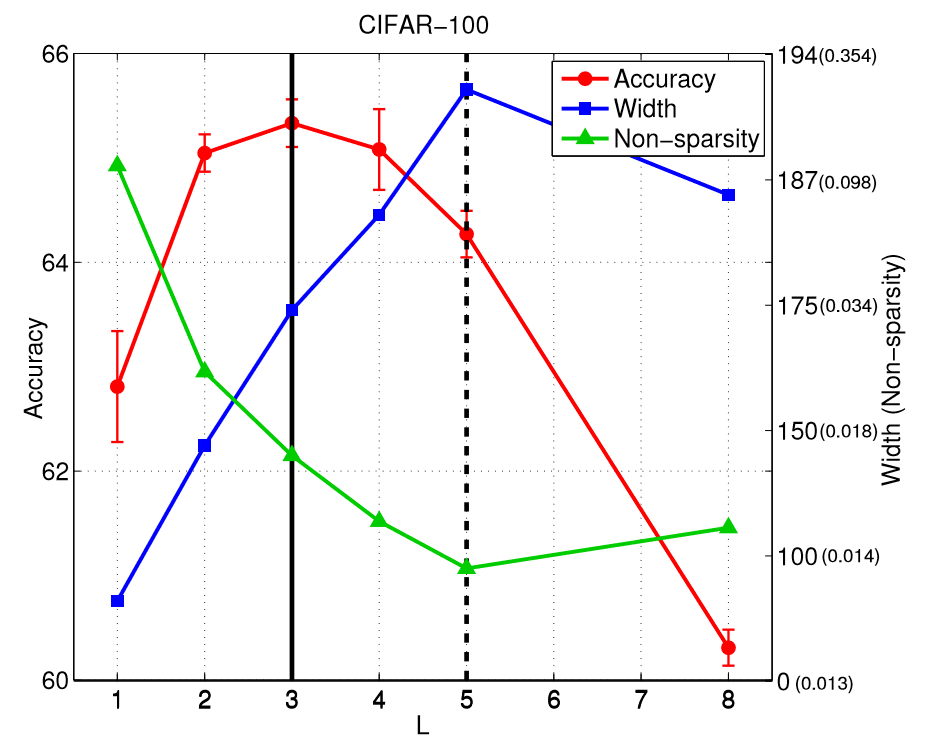 CIFAR−100
66
64
62
60
Accuracy
Accuracy
Width
Non−sparsity
194(0.354)
187(0.098)
175(0.034)
150(0.018)
100(0.014)
0 (0.013)
Width (Non−sparsity)
1 2 3 4 5 6 7 8
L